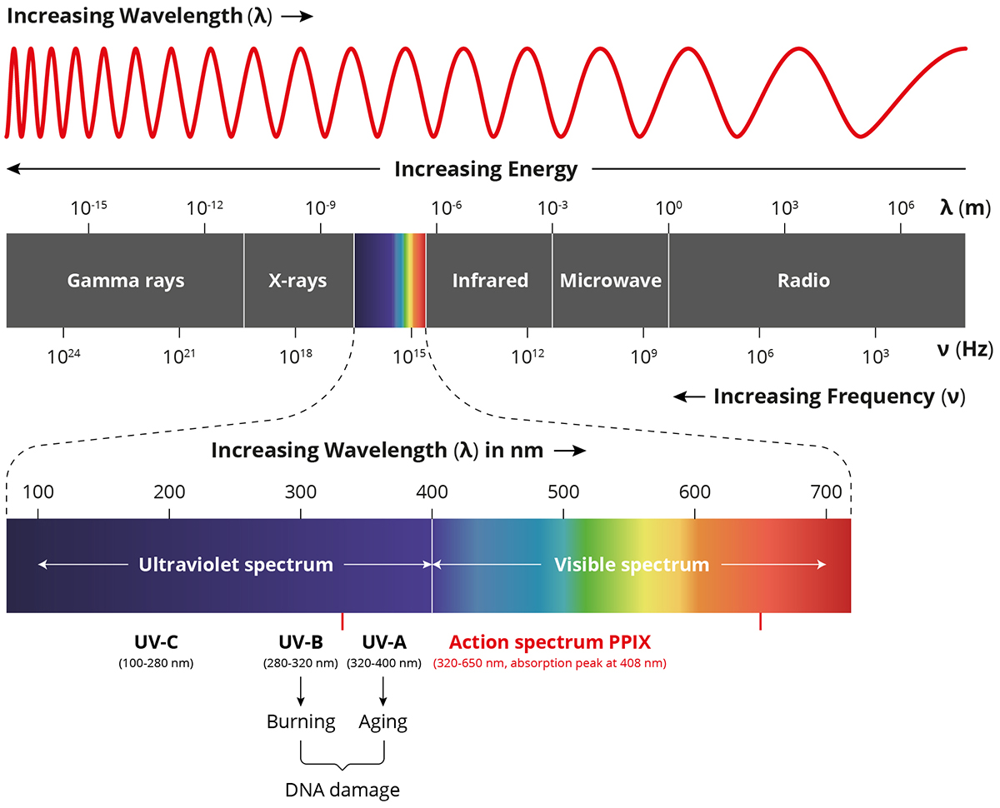 Increasing Wavelength (λ) →
← Increasing Energy
10⁻¹⁵ 10⁻¹² 10⁻⁹ 10⁻⁶ 10⁻³ 10⁰ 10³ 10⁶ λ (m)
Gamma rays X-rays Infrared Microwave Radio
10²⁴ 10²¹ 10¹⁸ 10¹⁵ 10¹² 10⁹ 10⁶ 10³ ν (Hz)
← Increasing Frequency (ν)
Increasing Wavelength (λ) in nm →
100 200 300 400 500 600 700
Ultraviolet spectrum Visible spectrum
UV-C UV-B UV-A Action spectrum PPIX
(100-280 nm) (280-320 nm) (320-400 nm) (320-650 nm, absorption peak at 408 nm)
Burning Aging
DNA damage